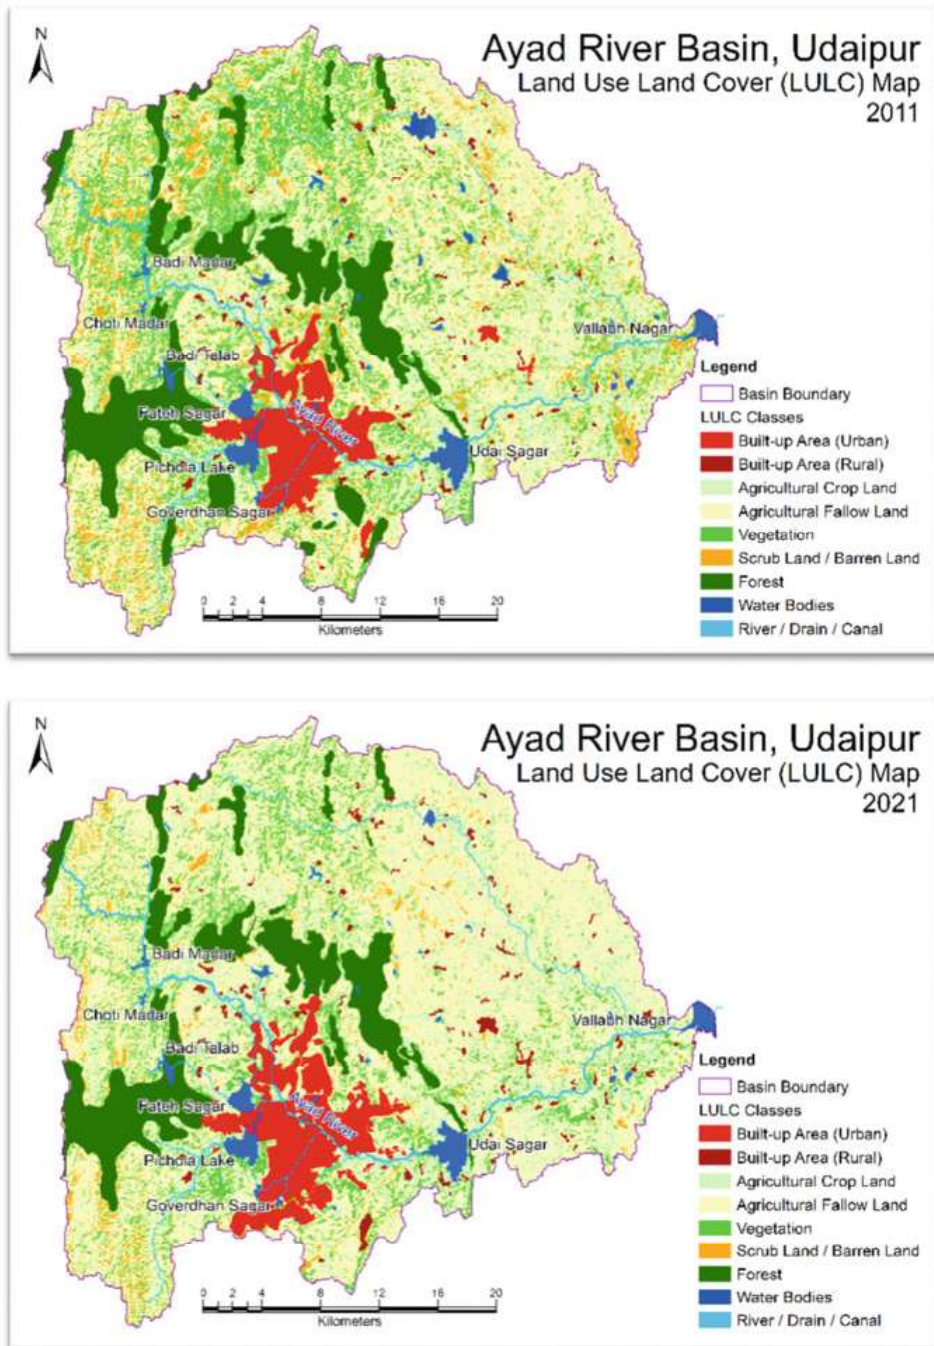 N
Ayad River Basin, Udaipur
Land Use Land Cover (LULC) Map
2011
Badi Madar
Choti Madar
Vallabh Nagar
Badi Talab
Fateh Sagar
Ayad River
Pichola Lake
Udai Sagar
Goverdhan Sagar
Legend
Basin Boundary
LULC Classes
Built-up Area (Urban)
Built-up Area (Rural)
Agricultural Crop Land
Agricultural Fallow Land
Vegetation
Scrub Land / Barren Land
Forest
Water Bodies
River / Drain / Canal
0 2 4 8 12 16 20
Kilometers
N
Ayad River Basin, Udaipur
Land Use Land Cover (LULC) Map
2021
Badi Madar
Choti Madar
Vallabh Nagar
Badi Talab
Fateh Sagar
Ayad River
Pichola Lake
Udai Sagar
Goverdhan Sagar
Legend
Basin Boundary
LULC Classes
Built-up Area (Urban)
Built-up Area (Rural)
Agricultural Crop Land
Agricultural Fallow Land
Vegetation
Scrub Land / Barren Land
Forest
Water Bodies
River / Drain / Canal
0 2 4 8 12 16 20
Kilometers